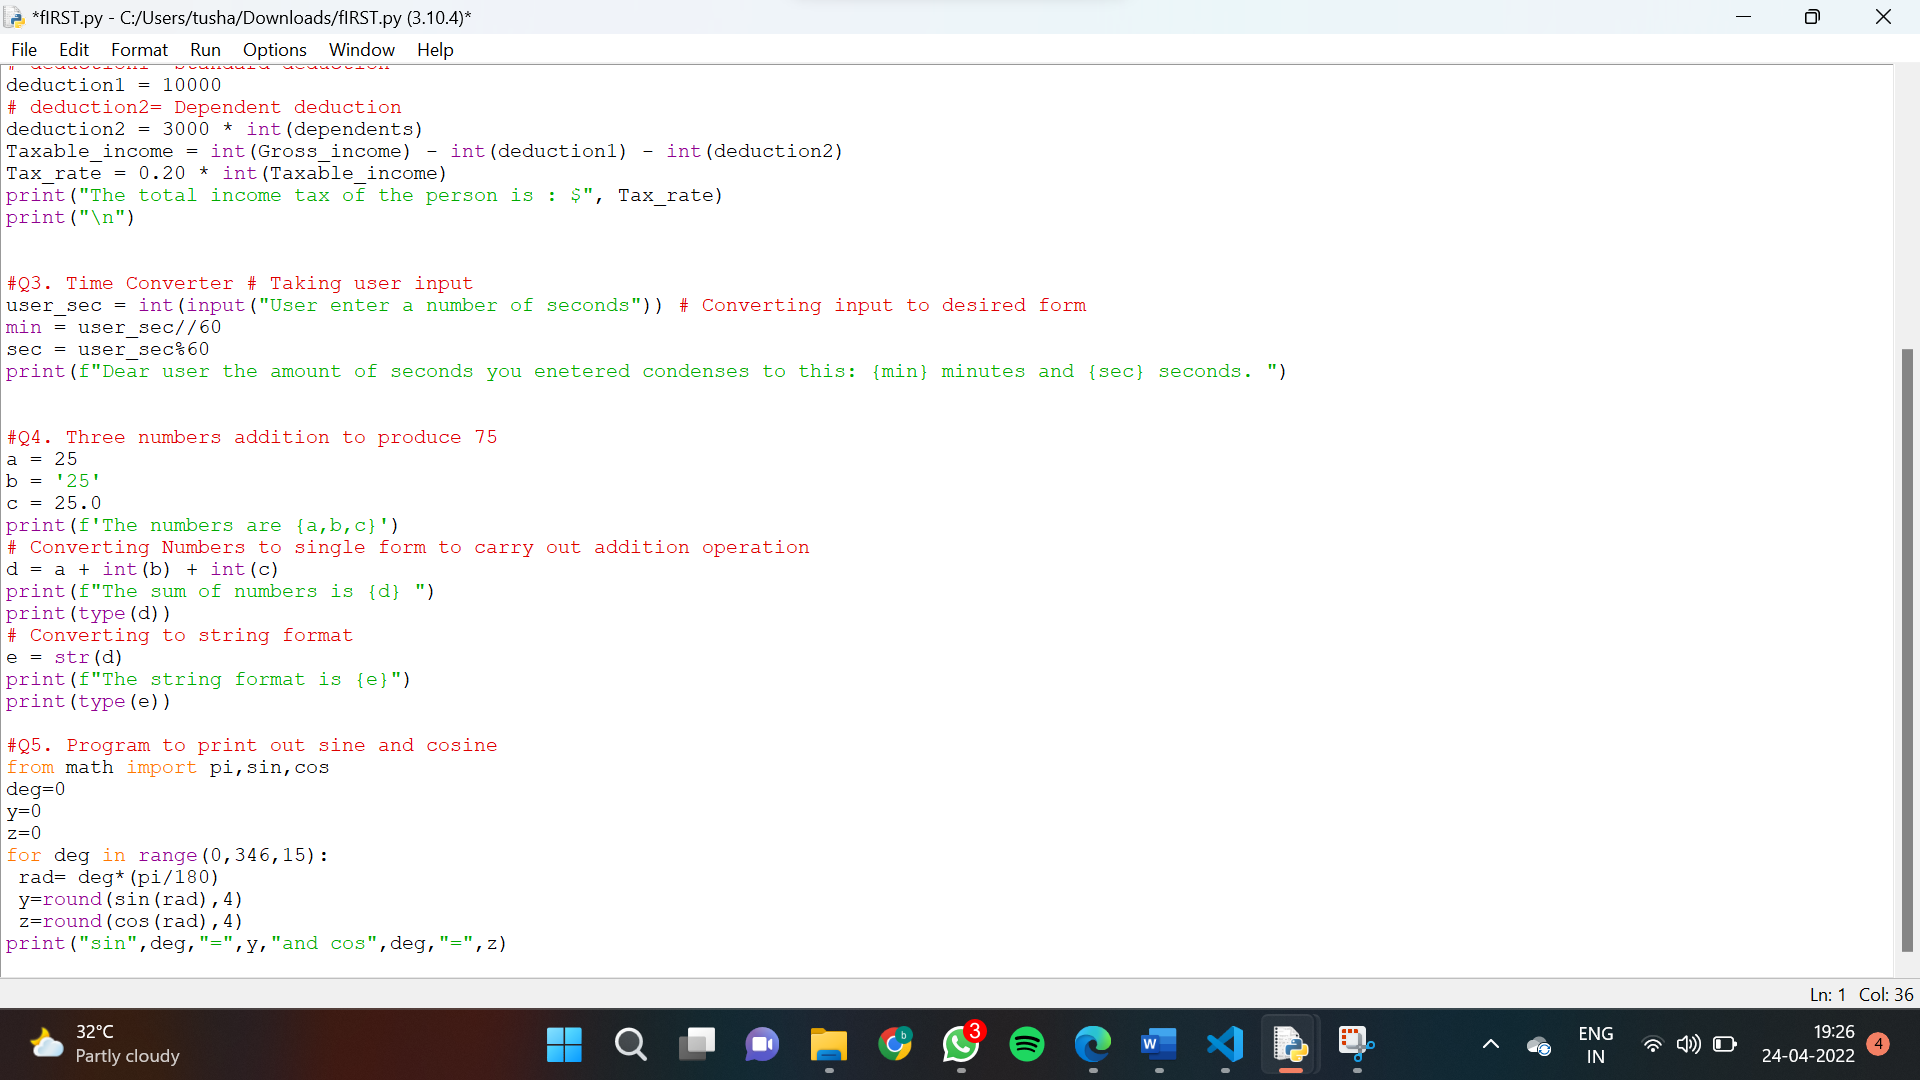 *fIRST.py - C:/Users/tusha/Downloads/fIRST.py (3.10.4)*
File Edit Format Run Options Window Help
# deduction1= Standard deduction
deduction1 = 10000
# deduction2= Dependent deduction
deduction2 = 3000 * int(dependents)
Taxable_income = int(Gross_income) - int(deduction1) - int(deduction2)
Tax_rate = 0.20 * int(Taxable_income)
print("The total income tax of the person is : $", Tax_rate)
print("\n")
#Q3. Time Converter # Taking user input
user_sec = int(input("User enter a number of seconds")) # Converting input to desired form
min = user_sec//60
sec = user_sec%60
print(f"Dear user the amount of seconds you enetered condenses to this: {min} minutes and {sec} seconds. ")
#Q4. Three numbers addition to produce 75
a = 25
b = '25'
c = 25.0
print(f'The numbers are {a,b,c}')
# Converting Numbers to single form to carry out addition operation
d = a + int(b) + int(c)
print(f"The sum of numbers is {d} ")
print(type(d))
# Converting to string format
e = str(d)
print(f"The string format is {e}")
print(type(e))
#Q5. Program to print out sine and cosine
from math import pi,sin,cos
deg=0
y=0
z=0
for deg in range(0,346,15):
 rad= deg*(pi/180)
 y=round(sin(rad),4)
 z=round(cos(rad),4)
print("sin",deg,"=",y,"and cos",deg,"=",z)
Ln: 1 Col: 36
32°C
Partly cloudy
b
3
W
ENG
IN
19:26
24-04-2022
4